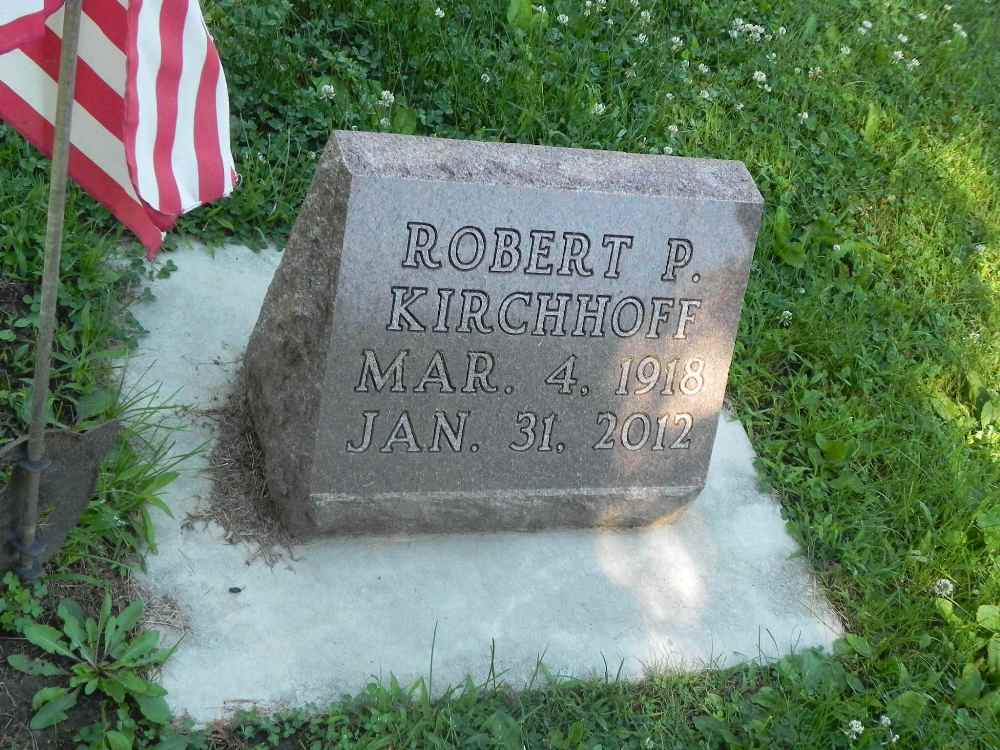 ROBERT P.
KIRCHHOFF
MAR. 4, 1918
JAN. 31, 2012